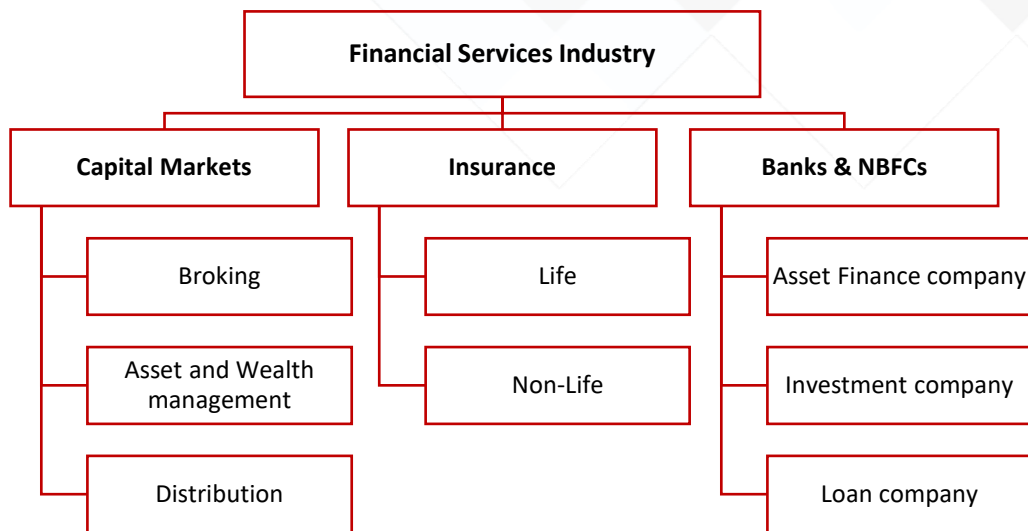 Financial Services Industry
Capital Markets
Insurance
Banks & NBFCs
Broking
Life
Asset Finance company
Asset and Wealth
management
Non-Life
Investment company
Distribution
Loan company